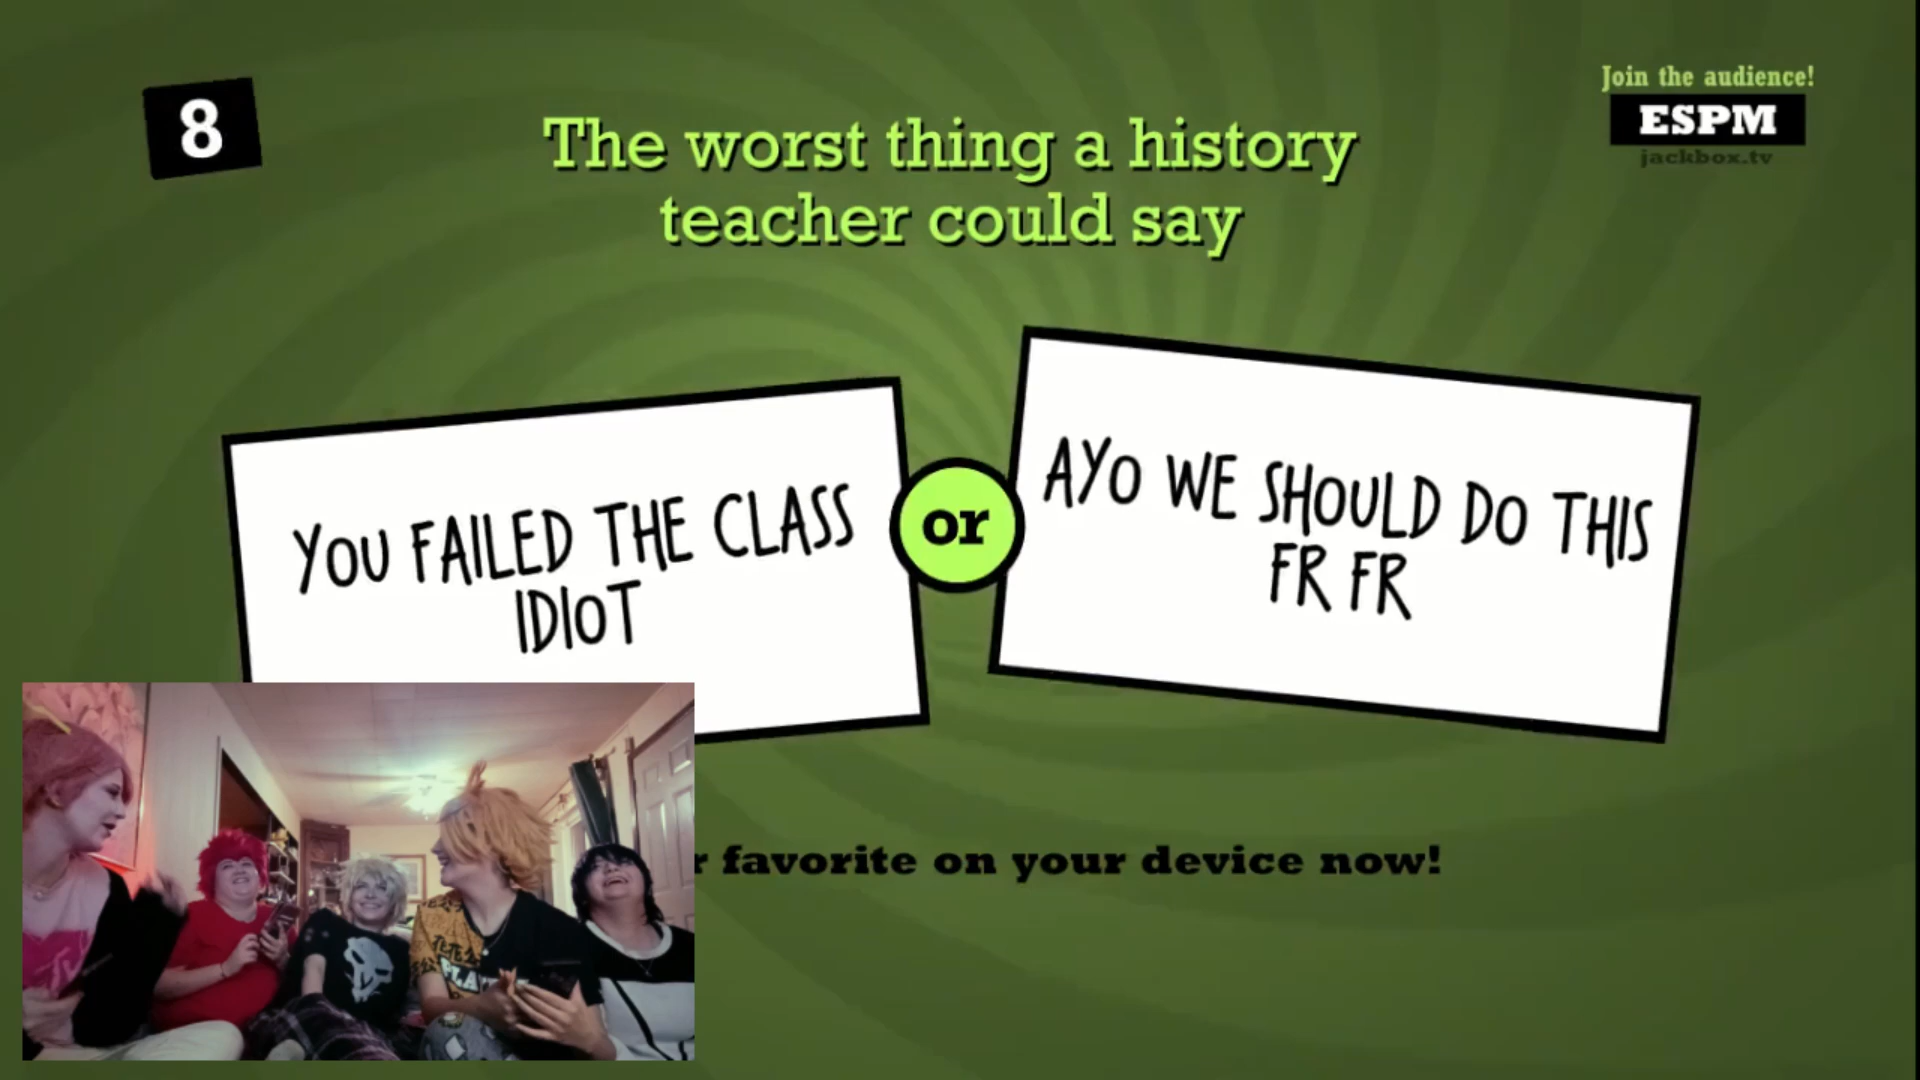 8
The worst thing a history
teacher could say
Join the audience!
ESPM
jackbox.tv
YOU FAILED THE CLASS
IDIOT
or
AYO WE SHOULD DO THIS
FR FR
favorite on your device now!